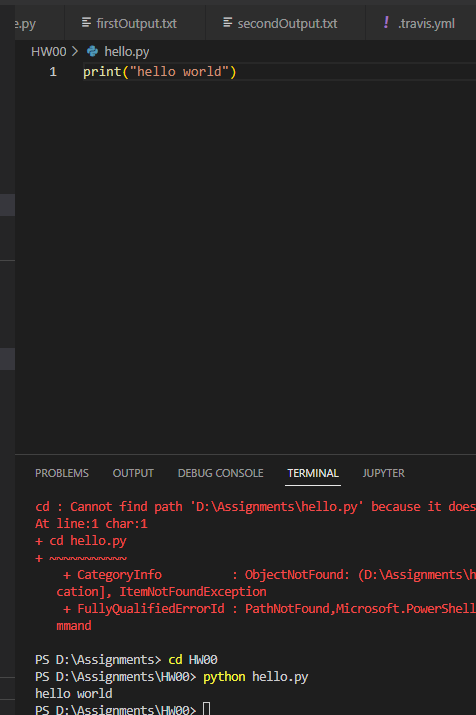 e.py firstOutput.txt secondOutput.txt ! .travis.yml
HW00 > hello.py
1 print("hello world")
PROBLEMS OUTPUT DEBUG CONSOLE TERMINAL JUPYTER
cd : Cannot find path 'D:\Assignments\hello.py' because it does
At line:1 char:1
+ cd hello.py
+ ~~~~~~~~~~~
+ CategoryInfo : ObjectNotFound: (D:\Assignments\h
cation], ItemNotFoundException
+ FullyQualifiedErrorId : PathNotFound,Microsoft.PowerShell
mmand
PS D:\Assignments> cd HW00
PS D:\Assignments\HW00> python hello.py
hello world
PS D:\Assignments\HW00>